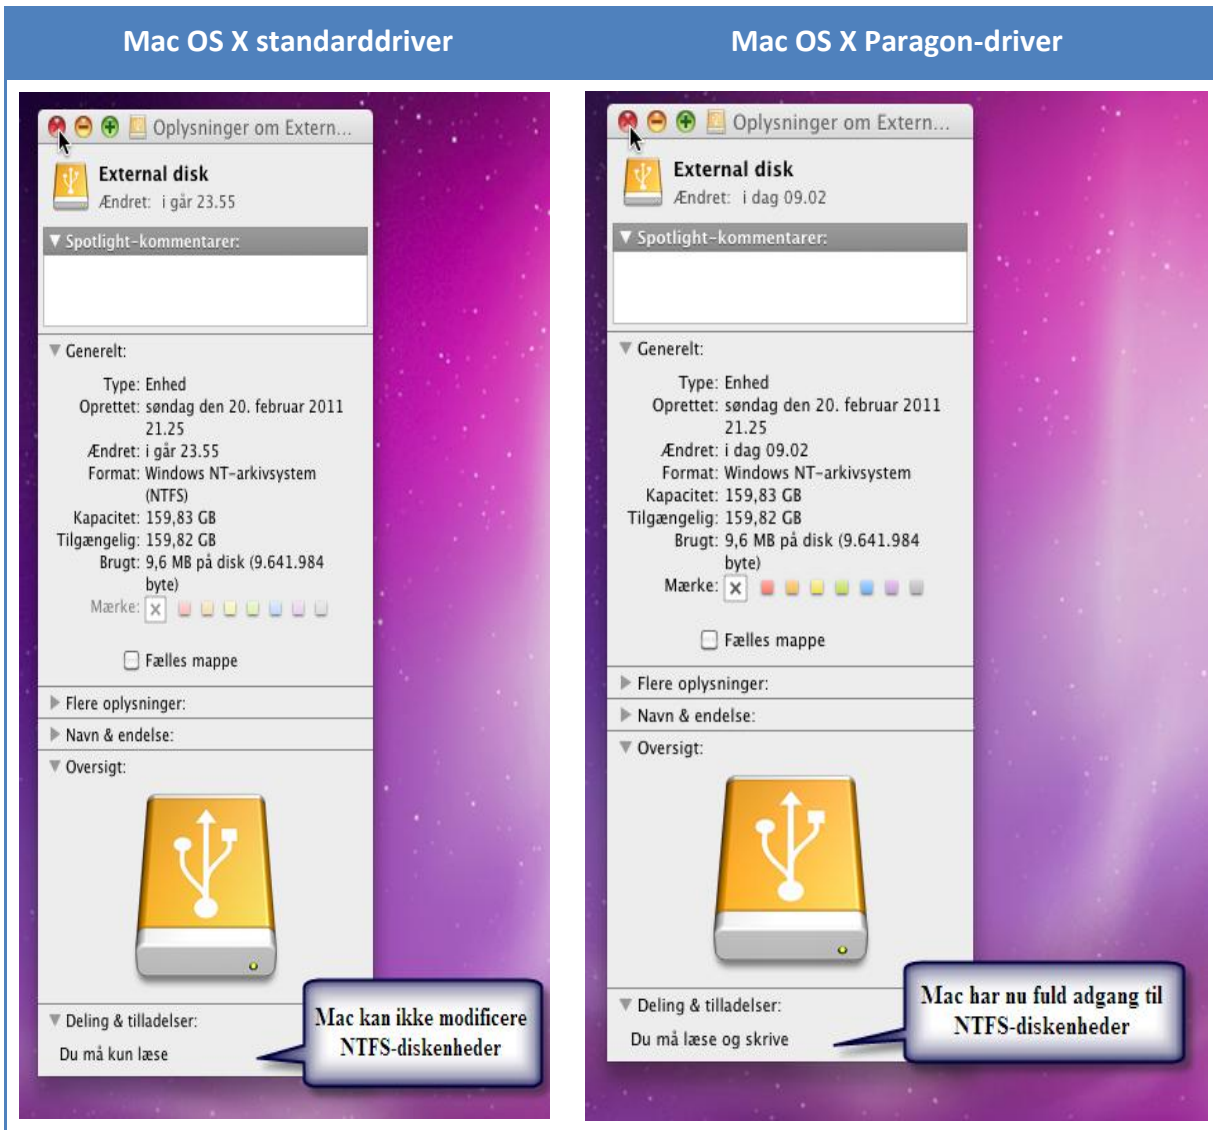 Mac OS X standarddriver
Mac OS X Paragon-driver
Oplysninger om Extern...
External disk
Ændret: i går 23.55
Spotlight-kommentarer:
Generelt:
Type: Enhed
Oprettet: søndag den 20. februar 2011
21.25
Ændret: i går 23.55
Format: Windows NT-arkivsystem
(NTFS)
Kapacitet: 159,83 GB
Tilgængelig: 159,82 GB
Brugt: 9,6 MB på disk (9.641.984
byte)
Mærke:
Fælles mappe
Flere oplysninger:
Navn & endelse:
Oversigt:
Deling & tilladelser:
Du må kun læse
Mac kan ikke modificere
NTFS-diskenheder
Oplysninger om Extern...
External disk
Ændret: i dag 09.02
Spotlight-kommentarer:
Generelt:
Type: Enhed
Oprettet: søndag den 20. februar 2011
21.25
Ændret: i dag 09.02
Format: Windows NT-arkivsystem
Kapacitet: 159,83 GB
Tilgængelig: 159,82 GB
Brugt: 9,6 MB på disk (9.641.984
byte)
Mærke:
Fælles mappe
Flere oplysninger:
Navn & endelse:
Oversigt:
Deling & tilladelser:
Du må læse og skrive
Mac har nu fuld adgang til
NTFS-diskenheder